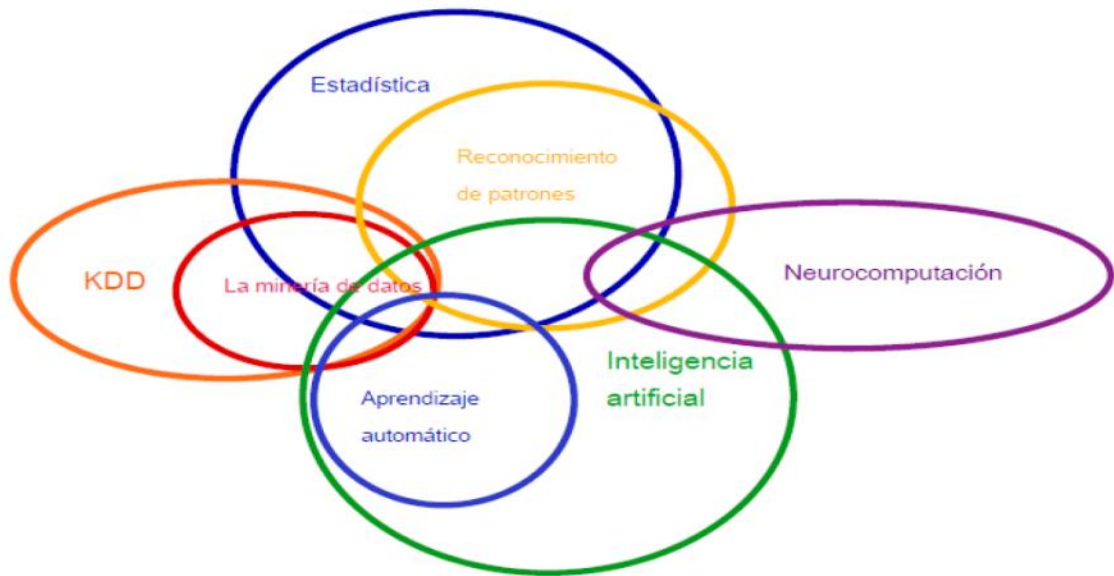 Estadística
Reconocimiento
de patrones
KDD
La minería de datos
Neurocomputación
Inteligencia
artificial
Aprendizaje
automático